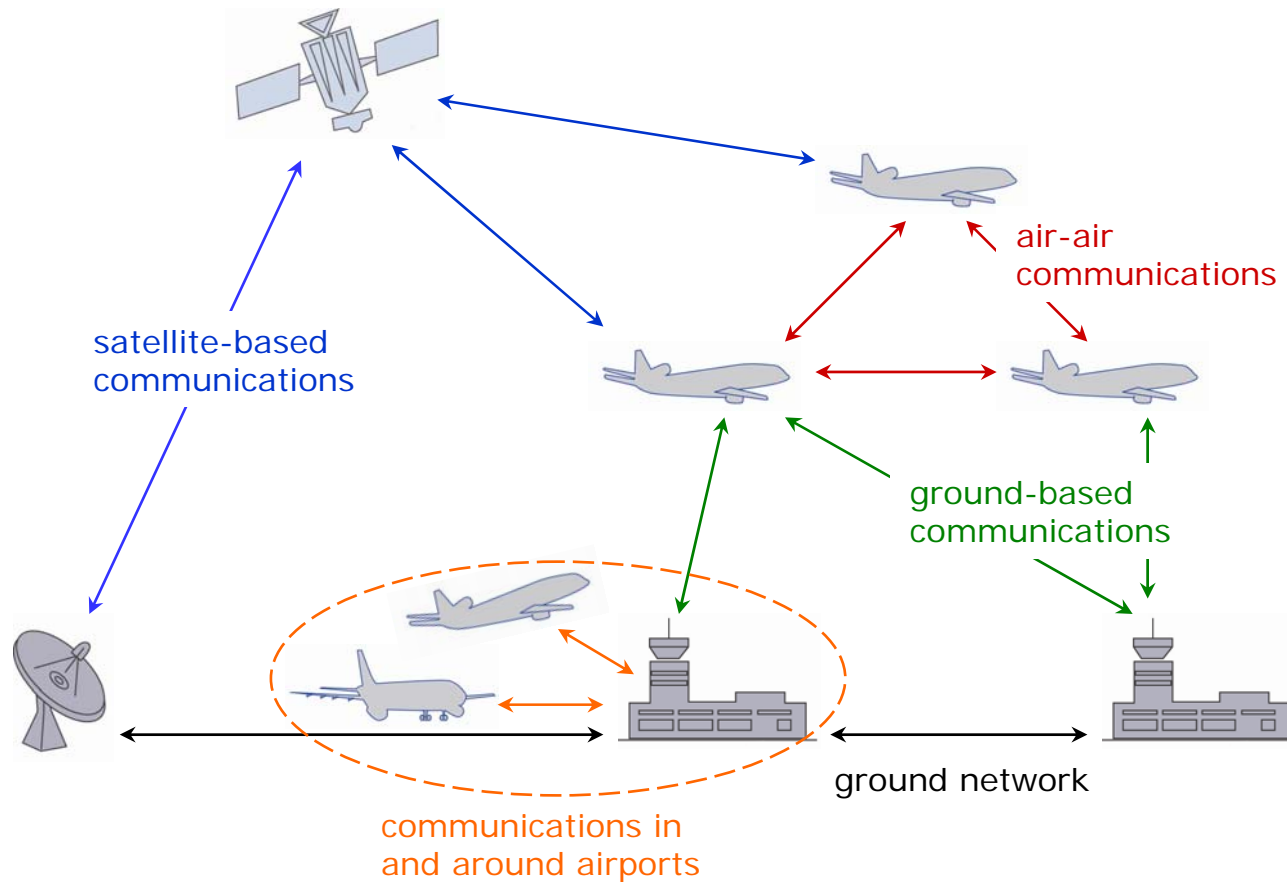 air-air
communications
satellite-based
communications
ground-based
communications
ground network
communications in
and around airports